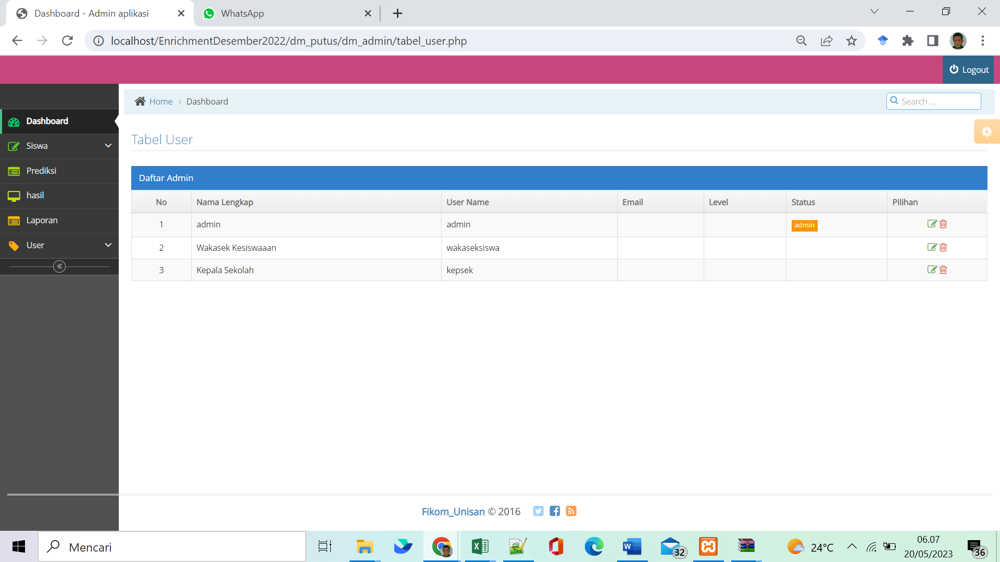 Dashboard - Admin aplikasi
WhatsApp
localhost/EnrichmentDesember2022/dm_putus/dm_admin/tabel_user.php
Logout
Home > Dashboard
Search ...
Dashboard
Siswa
Prediksi
hasil
Laporan
User
Tabel User
Daftar Admin
No Nama Lengkap User Name Email Level Status Pilihan
1 admin admin admin
2 Wakasek Kesiswaaan wakaseksiswa
3 Kepala Sekolah kepsek
Fikom_Unisan © 2016
Mencari
32
24°C
06.07
20/05/2023
36